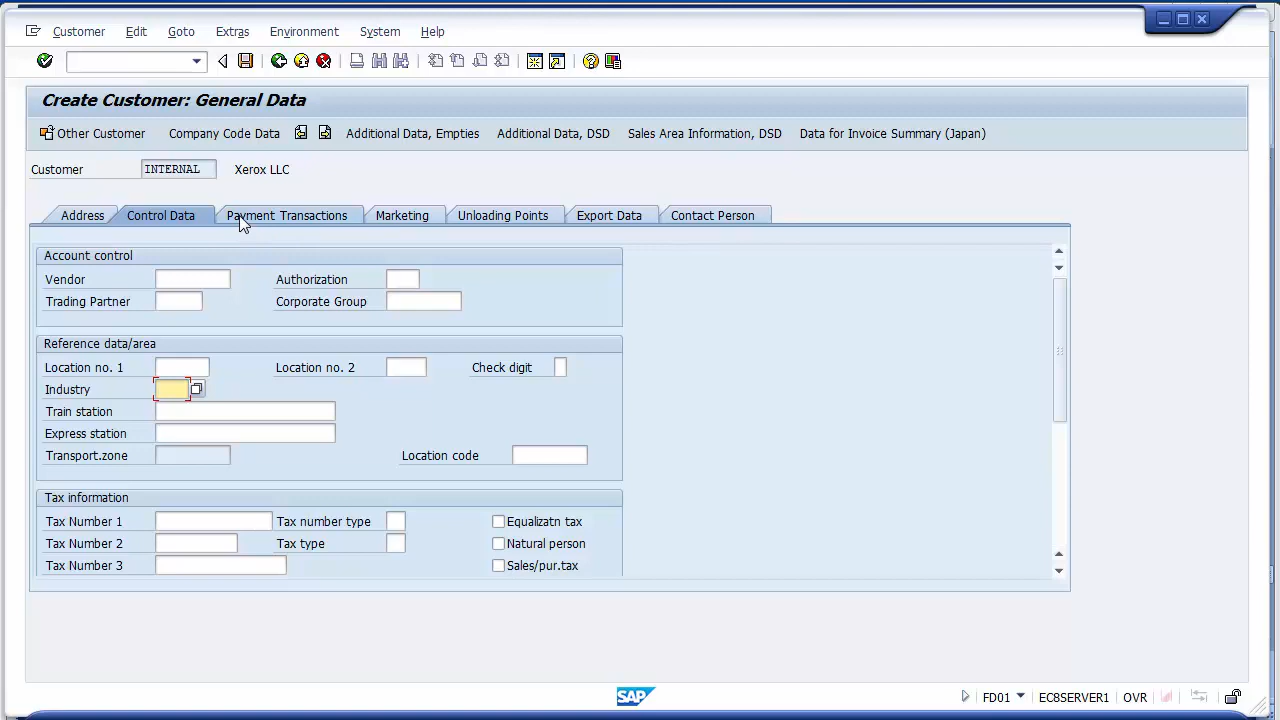 Customer Edit Goto Extras Environment System Help
Create Customer: General Data
Other Customer Company Code Data Additional Data, Empties Additional Data, DSD Sales Area Information, DSD Data for Invoice Summary (Japan)
Customer INTERNAL Xerox LLC
Address Control Data Payment Transactions Marketing Unloading Points Export Data Contact Person
Account control
Vendor Authorization
Trading Partner Corporate Group
Reference data/area
Location no. 1 Location no. 2 Check digit
Industry
Train station
Express station
Transport.zone Location code
Tax information
Tax Number 1 Tax number type Equalizatn tax
Tax Number 2 Tax type Natural person
Tax Number 3 Sales/pur.tax
SAP FD01 EC8SERVER1 OVR